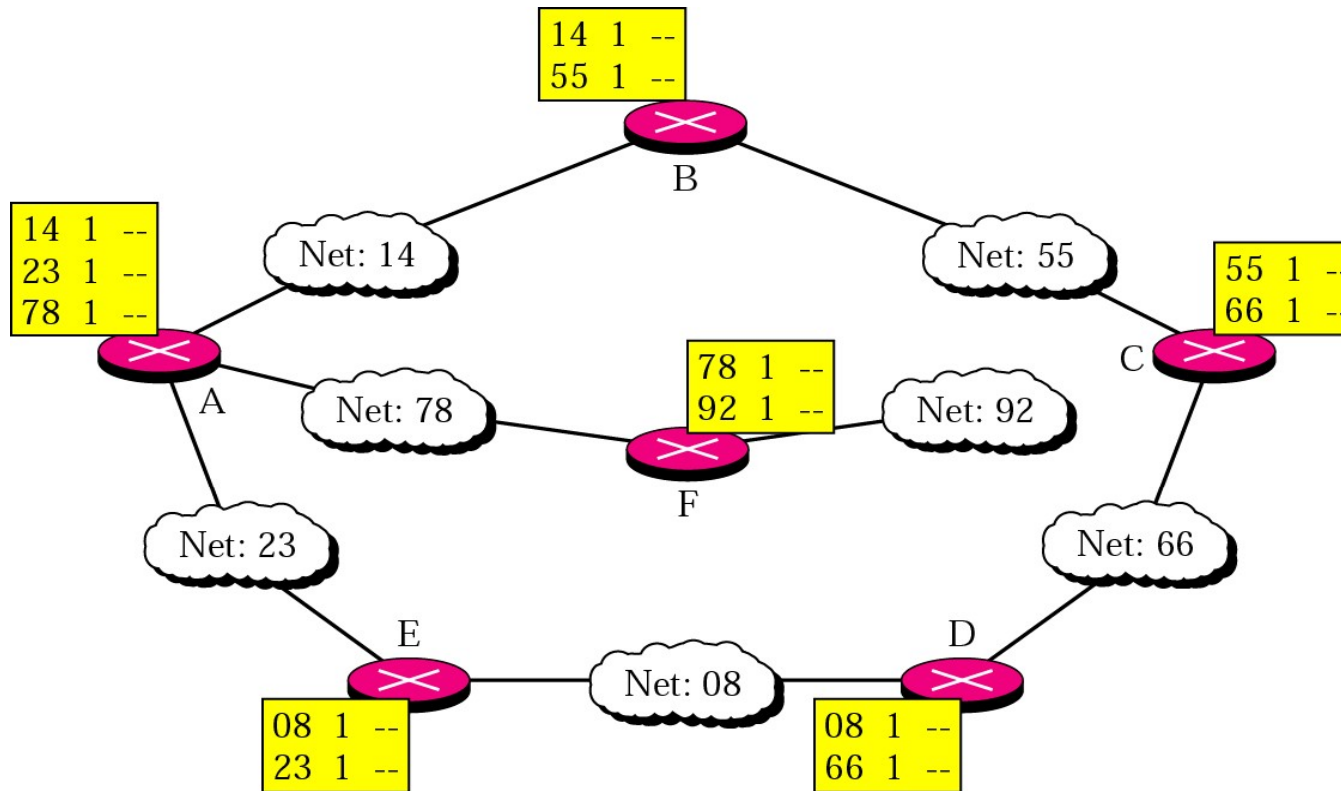 14 1 --
55 1 --
B
14 1 --
23 1 --
78 1 --
A
Net: 14
Net: 55
55 1 --
66 1 --
C
Net: 78
78 1 --
92 1 --
F
Net: 92
Net: 23
Net: 66
E
08 1 --
23 1 --
Net: 08
D
08 1 --
66 1 --